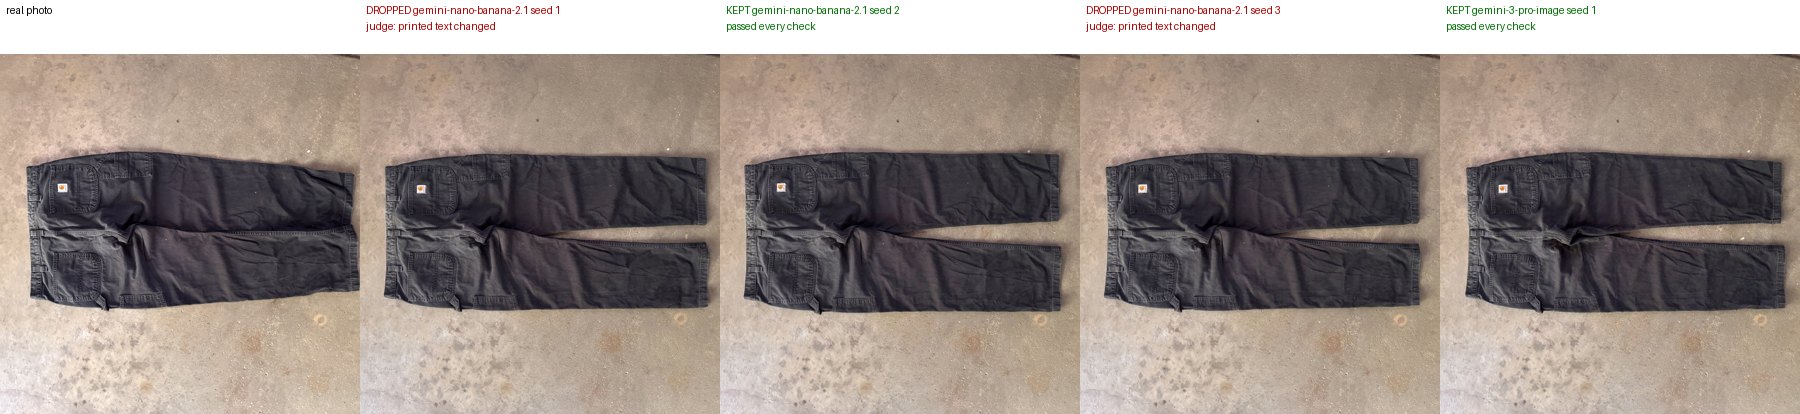 real photo
DROPPED gemini-nano-banana-2.1 seed 1
judge: printed text changed
KEPT gemini-nano-banana-2.1 seed 2
passed every check
DROPPED gemini-nano-banana-2.1 seed 3
judge: printed text changed
KEPT gemini-3-pro-image seed 1
passed every check